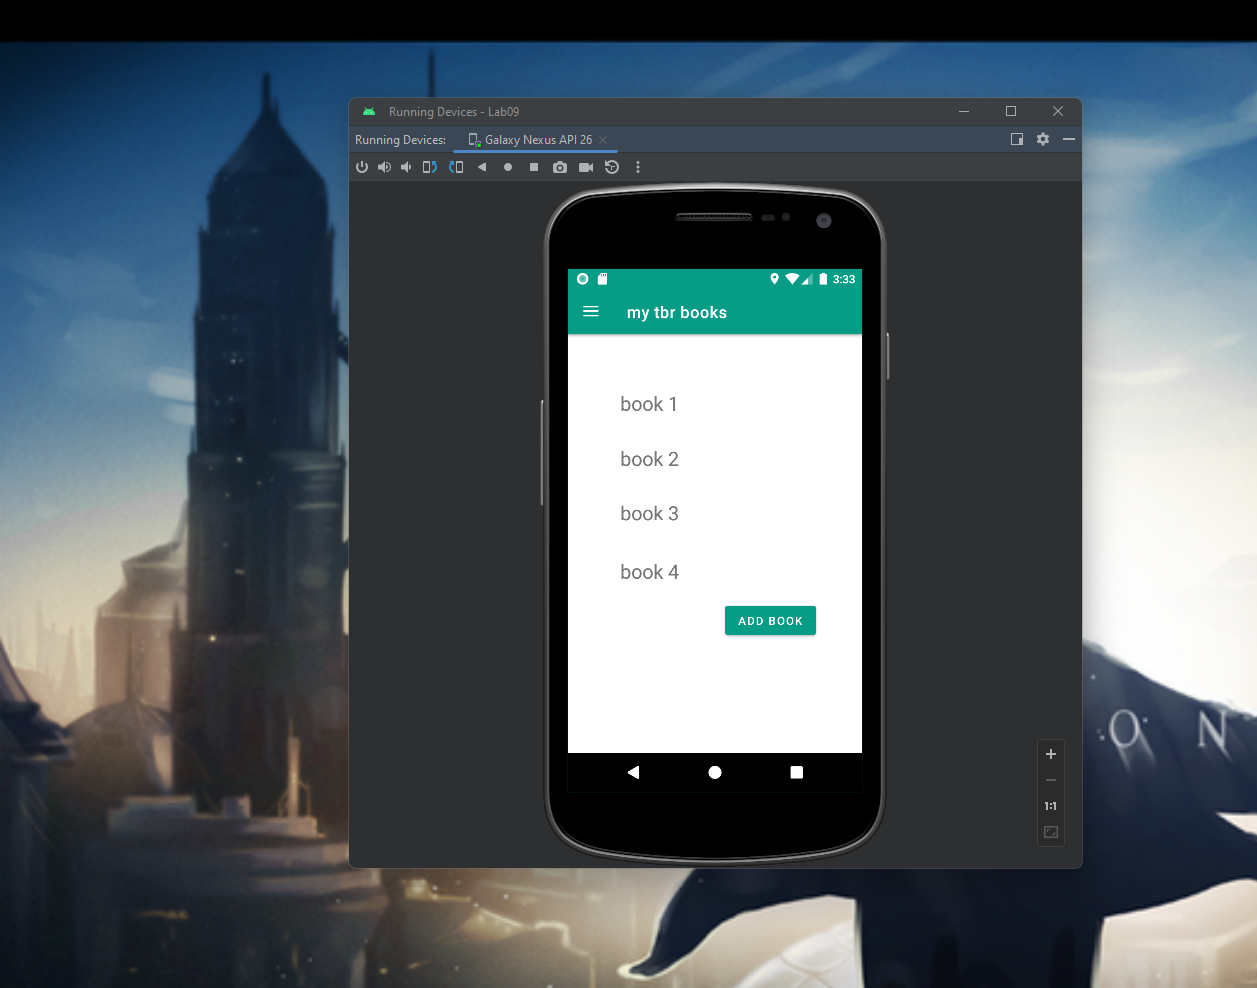 Running Devices - Lab09
Running Devices: Galaxy Nexus API 26
3:33
my tbr books
book 1
book 2
book 3
book 4
ADD BOOK
1:1
O N